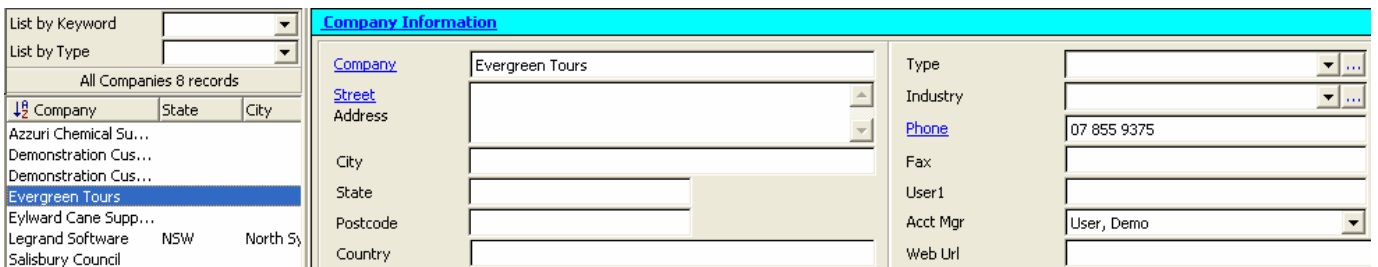 List by Keyword
List by Type
All Companies 8 records
Company State City
Azzuri Chemical Su...
Demonstration Cus...
Demonstration Cus...
Evergreen Tours
Eylward Cane Supp...
Legrand Software NSW North Sy
Salisbury Council
Company Information
Company Evergreen Tours
Street
Address
City
State
Postcode
Country
Type ...
Industry ...
Phone 07 855 9375
Fax
User1
Acct Mgr User, Demo
Web Url